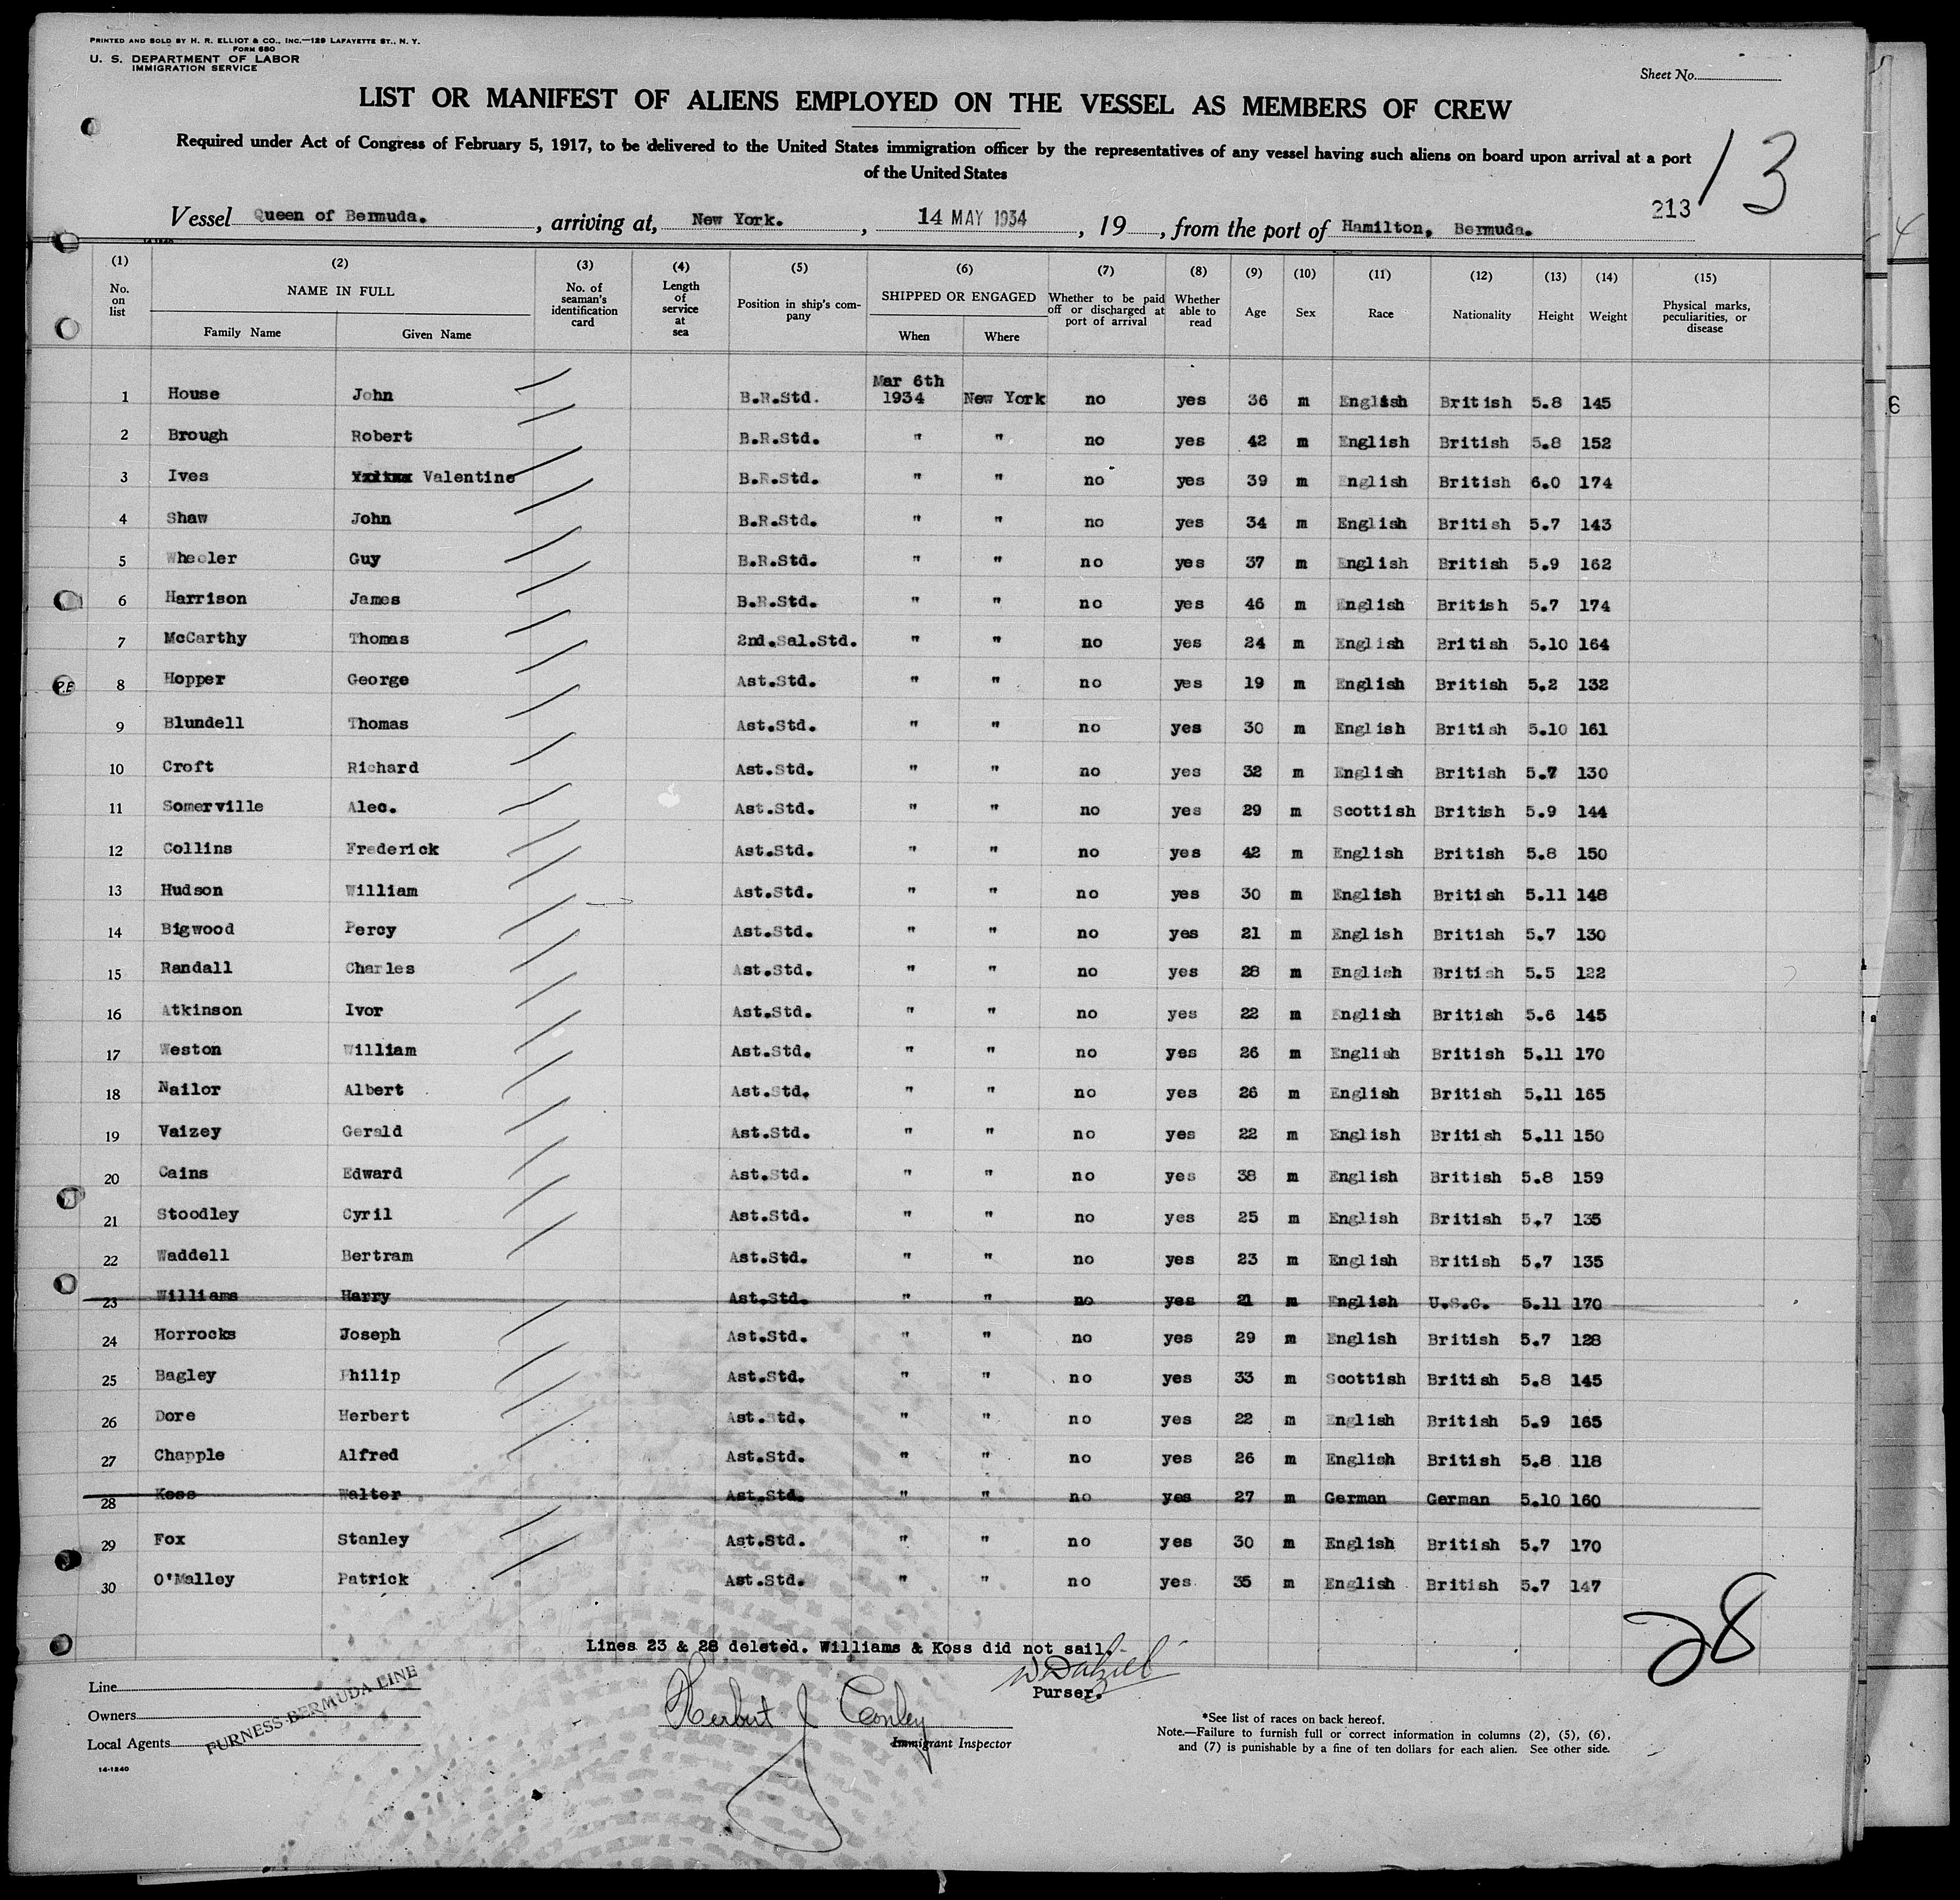 PRINTED AND SOLD BY H. R. ELLIOT & CO., INC.—129 LAFAYETTE ST., N. Y.
FORM 680
U. S. DEPARTMENT OF LABOR
IMMIGRATION SERVICE
Sheet No.
LIST OR MANIFEST OF ALIENS EMPLOYED ON THE VESSEL AS MEMBERS OF CREW
Required under Act of Congress of February 5, 1917, to be delivered to the United States immigration officer by the representatives of any vessel having such aliens on board upon arrival at a port
of the United States
13
213
Vessel Queen of Bermuda. , arriving at, New York. , 14 MAY 1934 , 19 , from the port of Hamilton, Bermuda.
14-1240
(1) (2) (3) (4) (5) (6) (7) (8) (9) (10) (11) (12) (13) (14) (15)
No. on list NAME IN FULL Family Name Given Name No. of seaman's identification card Length of service at sea Position in ship's company SHIPPED OR ENGAGED When Where Whether to be paid off or discharged at port of arrival Whether able to read Age Sex Race Nationality Height Weight Physical marks, peculiarities, or disease
1 House John B.R.Std. Mar 6th 1934 New York no yes 36 m English British 5.8 145
2 Brough Robert B.R.Std. " " no yes 42 m English British 5.8 152
3 Ives Valentine B.R.Std. " " no yes 39 m English British 6.0 174
4 Shaw John B.R.Std. " " no yes 34 m English British 5.7 143
5 Wheeler Guy B.R.Std. " " no yes 37 m English British 5.9 162
6 Harrison James B.R.Std. " " no yes 46 m English British 5.7 174
7 McCarthy Thomas 2nd.Sal.Std. " " no yes 24 m English British 5.10 164
8 Hopper George Ast.Std. " " no yes 19 m English British 5.2 132
9 Blundell Thomas Ast.Std. " " no yes 30 m English British 5.10 161
10 Croft Richard Ast.Std. " " no yes 32 m English British 5.7 130
11 Somerville Alec. Ast.Std. " " no yes 29 m Scottish British 5.9 144
12 Collins Frederick Ast.Std. " " no yes 42 m English British 5.8 150
13 Hudson William Ast.Std. " " no yes 30 m English British 5.11 148
14 Bigwood Percy Ast.Std. " " no yes 21 m English British 5.7 130
15 Randall Charles Ast.Std. " " no yes 28 m English British 5.5 122
16 Atkinson Ivor Ast.Std. " " no yes 22 m English British 5.6 145
17 Weston William Ast.Std. " " no yes 26 m English British 5.11 170
18 Nailor Albert Ast.Std. " " no yes 26 m English British 5.11 165
19 Vaizey Gerald Ast.Std. " " no yes 22 m English British 5.11 150
20 Cains Edward Ast.Std. " " no yes 38 m English British 5.8 159
21 Stoodley Cyril Ast.Std. " " no yes 25 m English British 5.7 135
22 Waddell Bertram Ast.Std. " " no yes 23 m English British 5.7 135
23 Williams Harry Ast.Std. " " no yes 21 m English U.S.C. 5.11 170
24 Horrocks Joseph Ast.Std. " " no yes 29 m English British 5.7 128
25 Bagley Philip Ast.Std. " " no yes 33 m Scottish British 5.8 145
26 Dore Herbert Ast.Std. " " no yes 22 m English British 5.9 165
27 Chapple Alfred Ast.Std. " " no yes 26 m English British 5.8 118
28 Koss Walter Ast.Std. " " no yes 27 m German German 5.10 160
29 Fox Stanley Ast.Std. " " no yes 30 m English British 5.7 170
30 O'Malley Patrick Ast.Std. " " no yes 35 m English British 5.7 147
28
Lines 23 & 28 deleted. Williams & Koss did not sail.
W Dalziel
Purser.
Line
Owners
Local Agents
FURNESS-BERMUDA LINE
14-1240
Herbert J Conley
Immigrant Inspector
*See list of races on back hereof.
Note.—Failure to furnish full or correct information in columns (2), (5), (6),
and (7) is punishable by a fine of ten dollars for each alien. See other side.